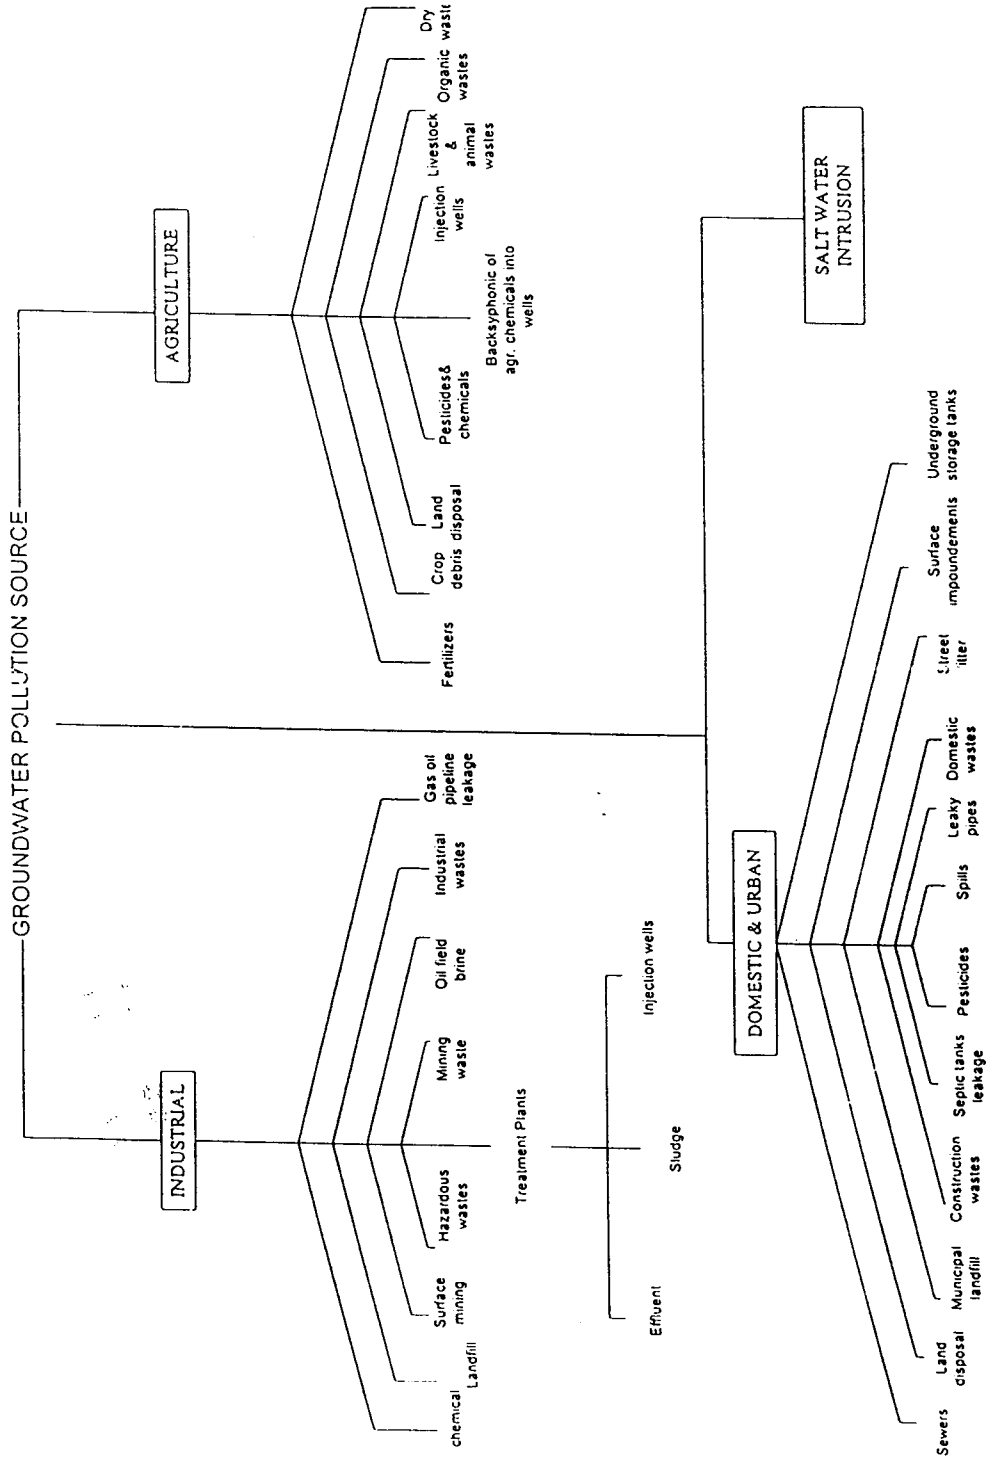 GROUNDWATER POLLUTION SOURCE
INDUSTRIAL
chemical
Landfill
Surface
mining
Hazardous
wastes
Treatment Plants
Mining
waste
Oil field
brine
Industrial
wastes
Gas oil
pipeline
leakage
Effluent
Sludge
Injection wells
AGRICULTURE
Fertilizers
Crop
debris
Land
disposal
Pesticides&
chemicals
Backsyphonic of
agr. chemicals into
wells
Injection
wells
Livestock
&
animal
wastes
Organic
wastes
Dry
waste
DOMESTIC & URBAN
Sewers
Land
disposal
Municipal
landfill
Construction
wastes
Septic tanks
leakage
Pesticides
Spills
Leaky
pipes
Domestic
wastes
Street
litter
Surface
impoundements
Underground
storage tanks
SALT WATER
INTRUSION